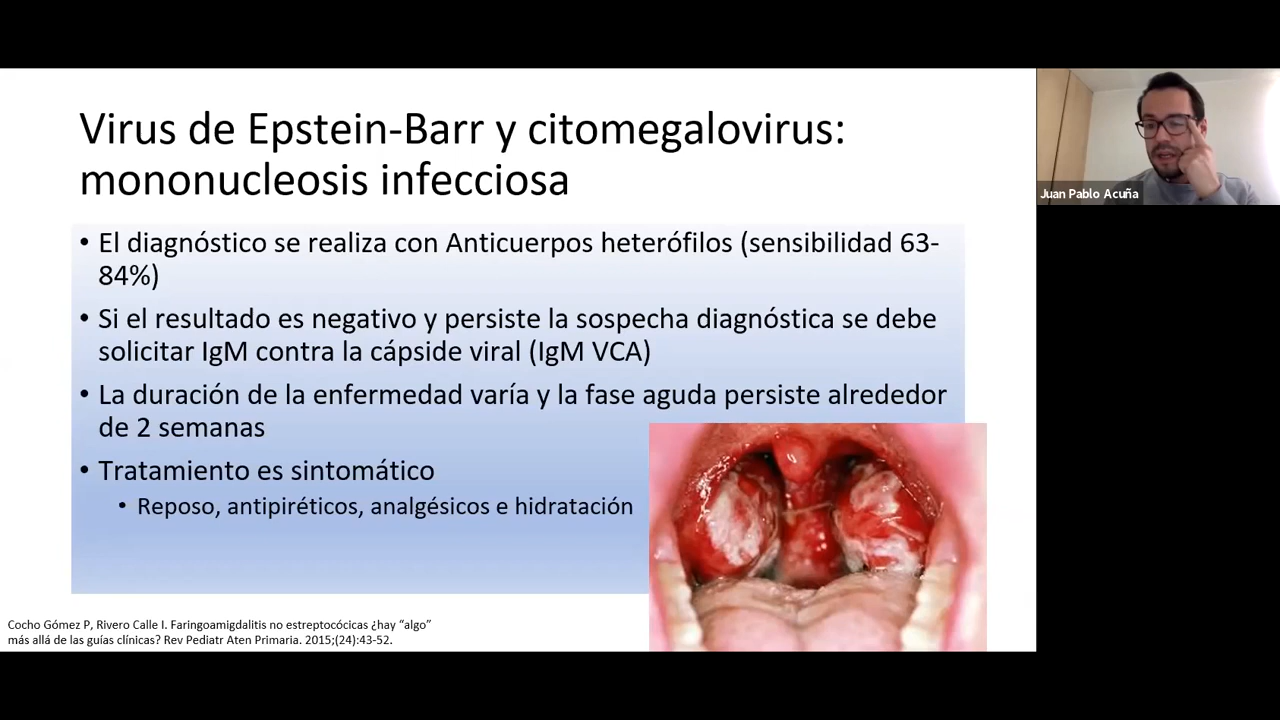 Virus de Epstein-Barr y citomegalovirus:
mononucleosis infecciosa
• El diagnóstico se realiza con Anticuerpos heterófilos (sensibilidad 63-
84%)
• Si el resultado es negativo y persiste la sospecha diagnóstica se debe
solicitar IgM contra la cápside viral (IgM VCA)
• La duración de la enfermedad varía y la fase aguda persiste alrededor
de 2 semanas
• Tratamiento es sintomático
• Reposo, antipiréticos, analgésicos e hidratación
Cocho Gómez P, Rivero Calle I. Faringoamigdalitis no estreptocócicas ¿hay “algo”
más allá de las guías clínicas? Rev Pediatr Aten Primaria. 2015;(24):43-52.
Juan Pablo Acuña